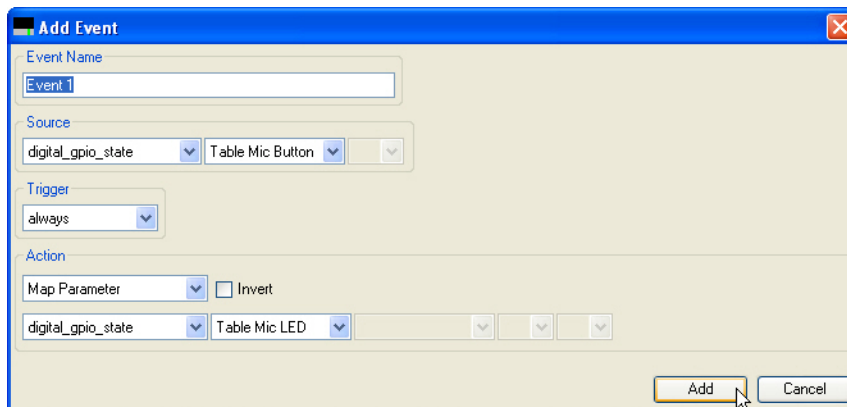 Add Event
Event Name
Event 1
Source
digital_gpio_state Table Mic Button
Trigger
always
Action
Map Parameter Invert
digital_gpio_state Table Mic LED
Add Cancel